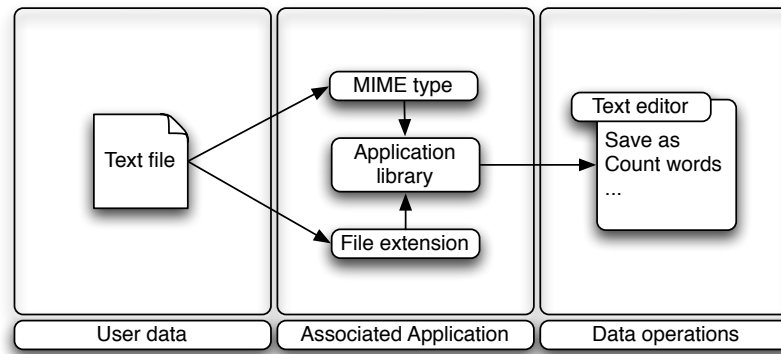 Text file
MIME type
Application
library
File extension
Text editor
Save as
Count words
...
User data
Associated Application
Data operations